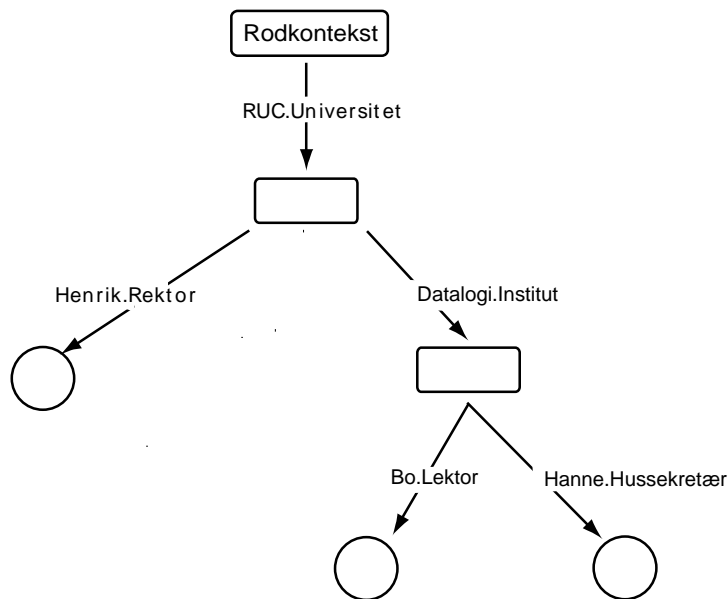 Rodkontekst
RUC.Universitet
Henrik.Rektor
Datalogi.Institut
Bo.Lektor
Hanne.Hussekretær